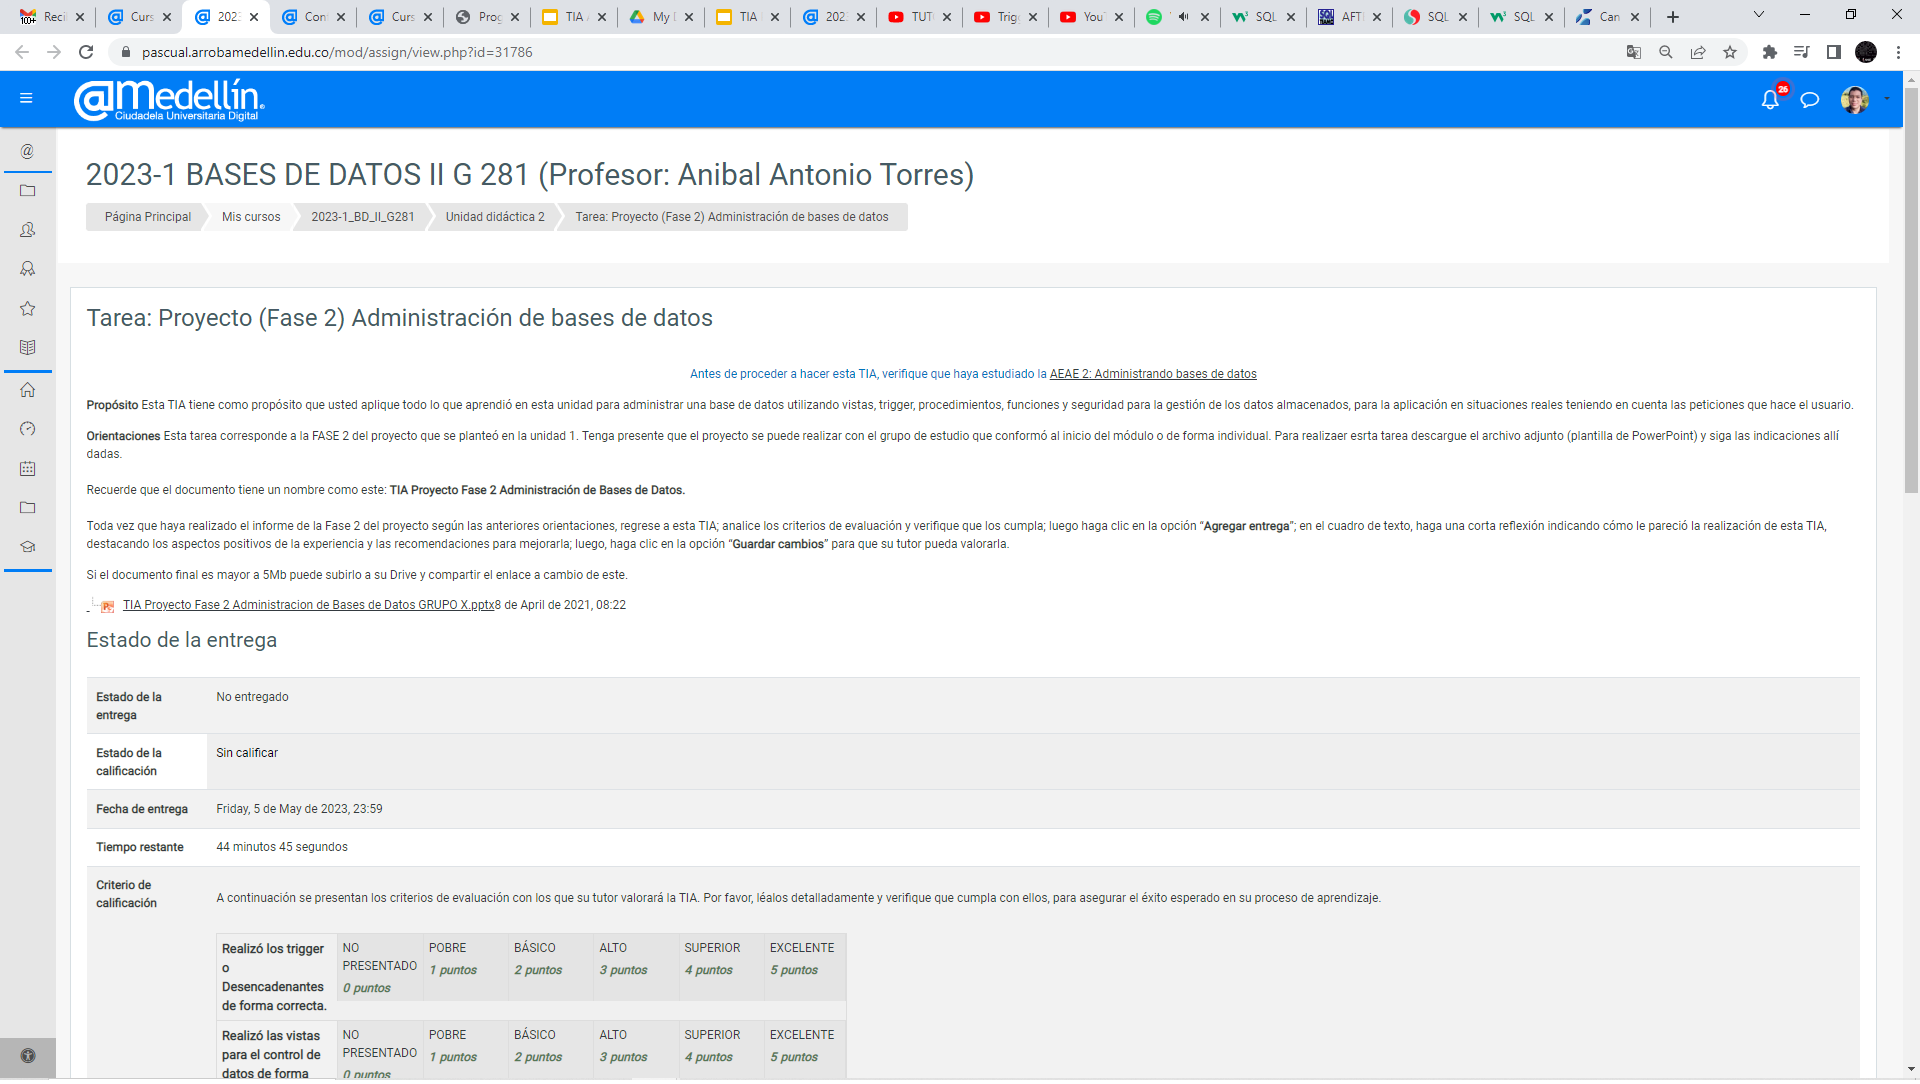 100+
Reci
Curs
202
Con
Curs
Prog
TIA A
My D
TIA
202
TUT
Trig
You
SQL
AFT
SQL
SQL
Can
pascual.arrobamedellin.edu.co/mod/assign/view.php?id=31786
@Medellín
Ciudadela Universitaria Digital
26
2023-1 BASES DE DATOS II G 281 (Profesor: Anibal Antonio Torres)
Página Principal Mis cursos 2023-1_BD_II_G281 Unidad didáctica 2 Tarea: Proyecto (Fase 2) Administración de bases de datos
Tarea: Proyecto (Fase 2) Administración de bases de datos
Antes de proceder a hacer esta TIA, verifique que haya estudiado la AEAE 2: Administrando bases de datos
Propósito Esta TIA tiene como propósito que usted aplique todo lo que aprendió en esta unidad para administrar una base de datos utilizando vistas, trigger, procedimientos, funciones y seguridad para la gestión de los datos almacenados, para la aplicación en situaciones reales teniendo en cuenta las peticiones que hace el usuario.
Orientaciones Esta tarea corresponde a la FASE 2 del proyecto que se planteó en la unidad 1. Tenga presente que el proyecto se puede realizar con el grupo de estudio que conformó al inicio del módulo o de forma individual. Para realizaer esrta tarea descargue el archivo adjunto (plantilla de PowerPoint) y siga las indicaciones allí
dadas.
Recuerde que el documento tiene un nombre como este: TIA Proyecto Fase 2 Administración de Bases de Datos.
Toda vez que haya realizado el informe de la Fase 2 del proyecto según las anteriores orientaciones, regrese a esta TIA; analice los criterios de evaluación y verifique que los cumpla; luego haga clic en la opción “Agregar entrega”; en el cuadro de texto, haga una corta reflexión indicando cómo le pareció la realización de esta TIA,
destacando los aspectos positivos de la experiencia y las recomendaciones para mejorarla; luego, haga clic en la opción “Guardar cambios” para que su tutor pueda valorarla.
Si el documento final es mayor a 5Mb puede subirlo a su Drive y compartir el enlace a cambio de este.
TIA Proyecto Fase 2 Administracion de Bases de Datos GRUPO X.pptx8 de April de 2021, 08:22
Estado de la entrega
Estado de la
entrega
No entregado
Estado de la
calificación
Sin calificar
Fecha de entrega
Friday, 5 de May de 2023, 23:59
Tiempo restante
44 minutos 45 segundos
Criterio de
calificación
A continuación se presentan los criterios de evaluación con los que su tutor valorará la TIA. Por favor, léalos detalladamente y verifique que cumpla con ellos, para asegurar el éxito esperado en su proceso de aprendizaje.
Realizó los trigger
o
Desencadenantes
de forma correcta.
NO
PRESENTADO
0 puntos
POBRE
1 puntos
BÁSICO
2 puntos
ALTO
3 puntos
SUPERIOR
4 puntos
EXCELENTE
5 puntos
Realizó las vistas
para el control de
datos de forma
NO
PRESENTADO
0 puntos
POBRE
1 puntos
BÁSICO
2 puntos
ALTO
3 puntos
SUPERIOR
4 puntos
EXCELENTE
5 puntos